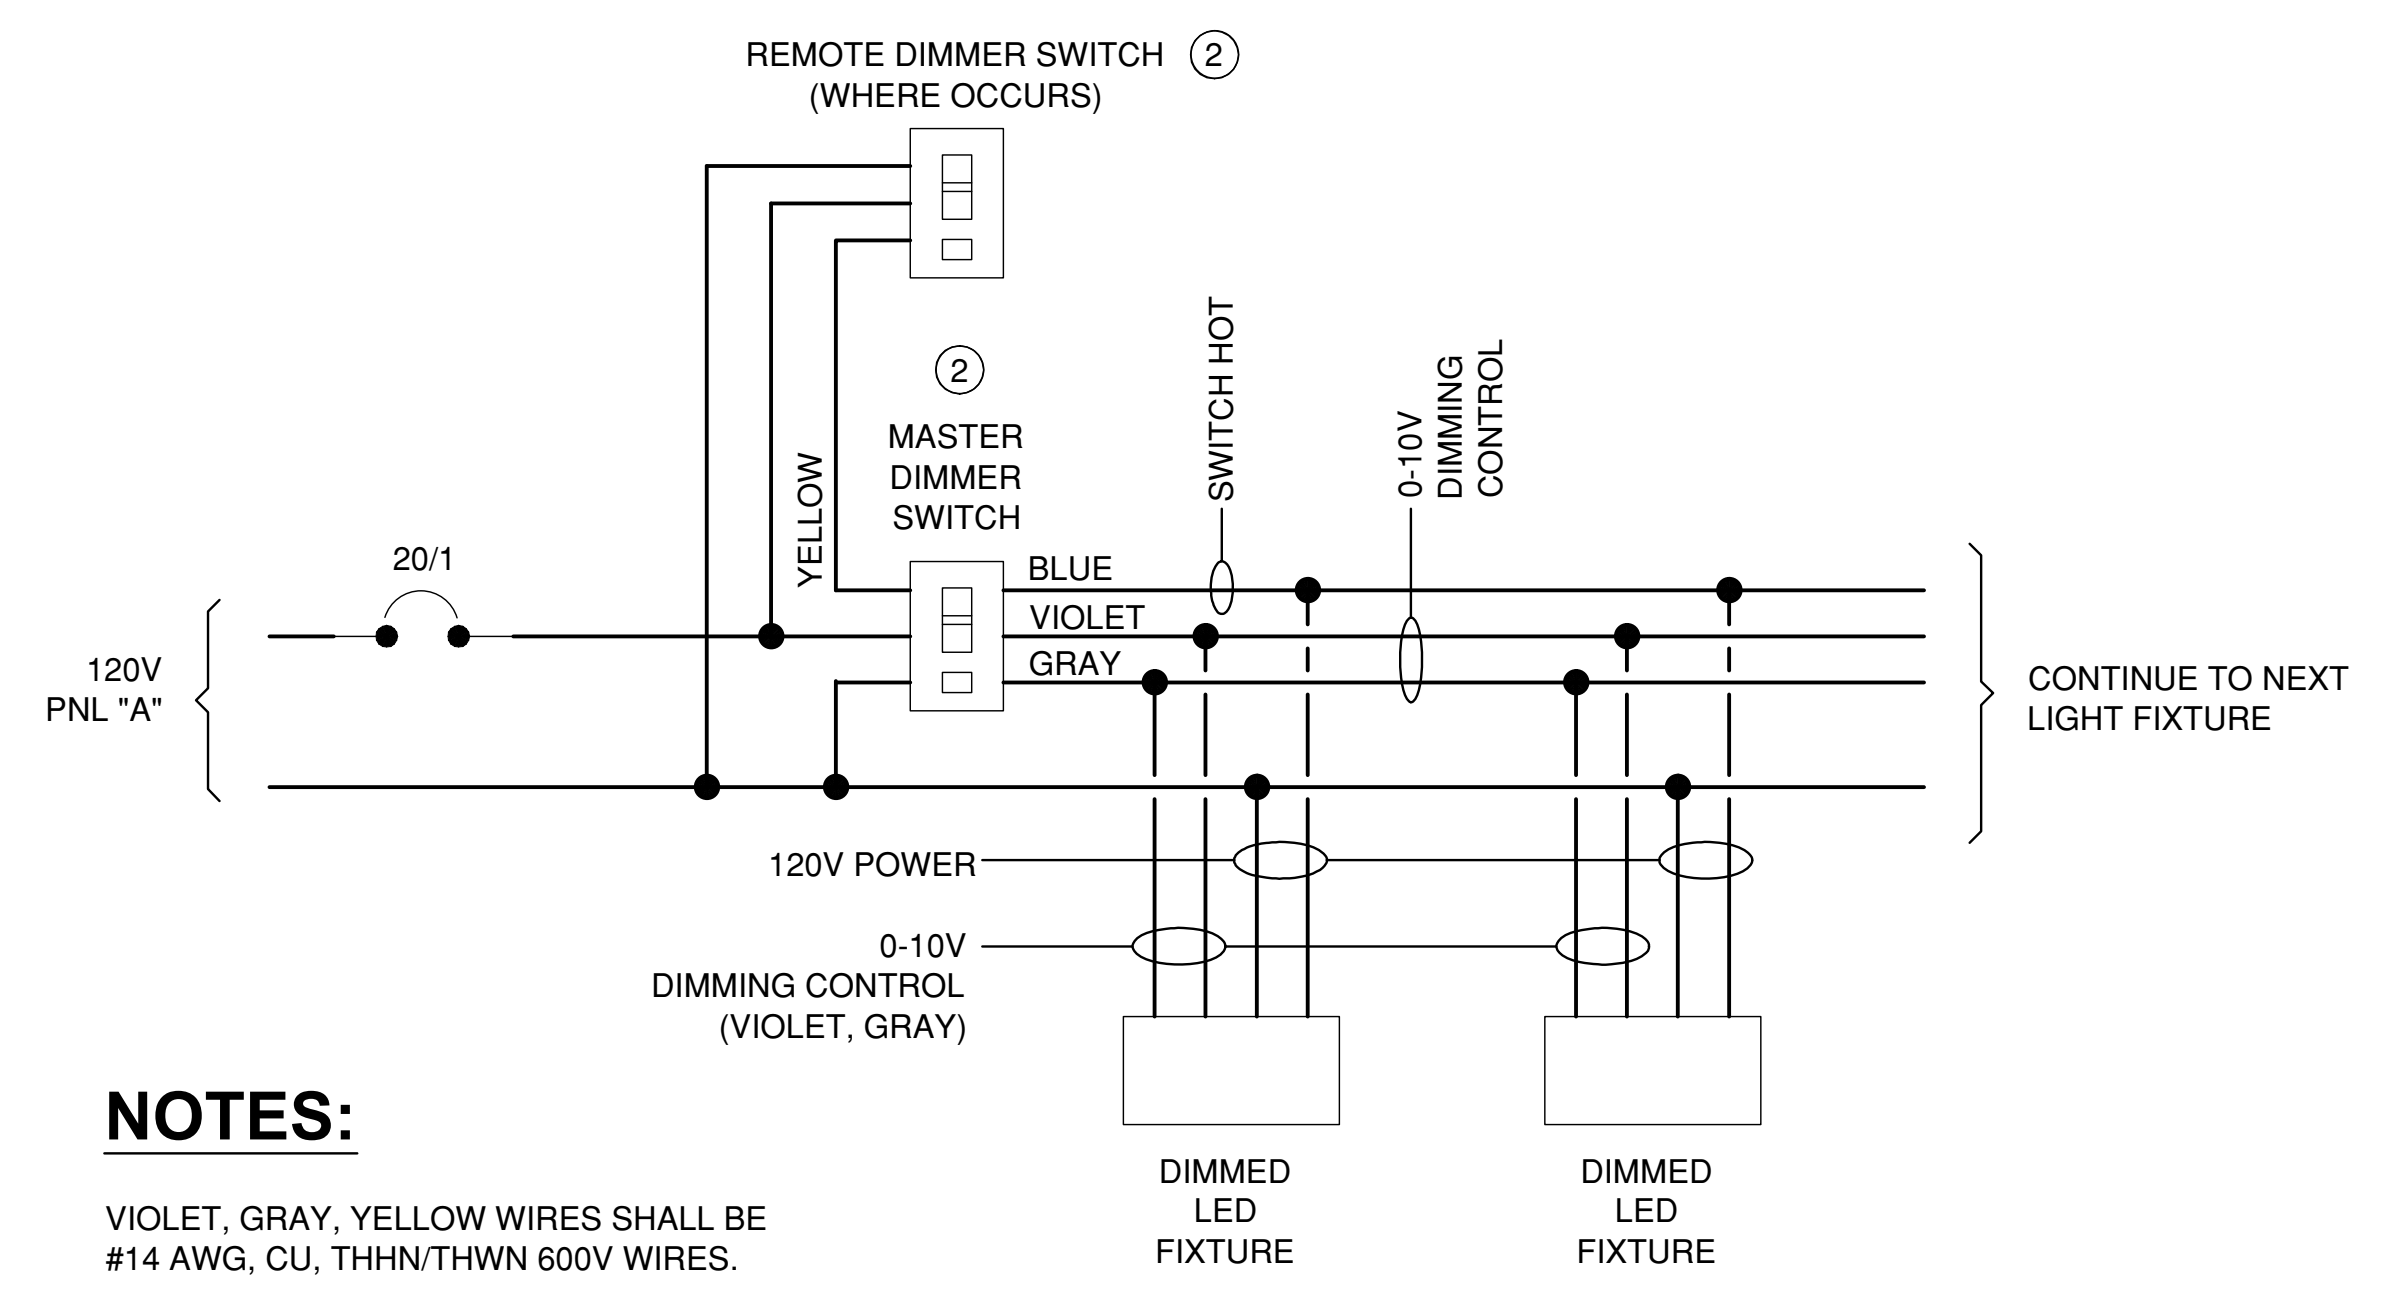 REMOTE DIMMER SWITCH 2
(WHERE OCCURS)
2
MASTER
DIMMER
SWITCH
YELLOW
SWITCH HOT
0-10V
DIMMING
CONTROL
20/1
BLUE
VIOLET
GRAY
120V
PNL "A"
CONTINUE TO NEXT
LIGHT FIXTURE
120V POWER
0-10V
DIMMING CONTROL
(VIOLET, GRAY)
DIMMED
LED
FIXTURE
DIMMED
LED
FIXTURE
NOTES:
VIOLET, GRAY, YELLOW WIRES SHALL BE
#14 AWG, CU, THHN/THWN 600V WIRES.